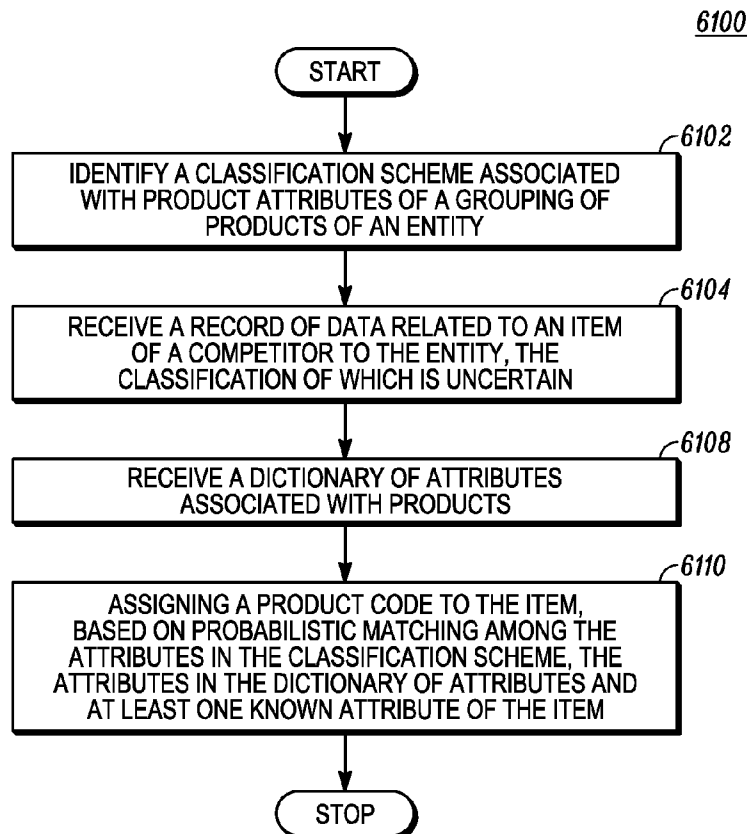 6100
START
6102
IDENTIFY A CLASSIFICATION SCHEME ASSOCIATED
WITH PRODUCT ATTRIBUTES OF A GROUPING OF
PRODUCTS OF AN ENTITY
6104
RECEIVE A RECORD OF DATA RELATED TO AN ITEM
OF A COMPETITOR TO THE ENTITY, THE
CLASSIFICATION OF WHICH IS UNCERTAIN
6108
RECEIVE A DICTIONARY OF ATTRIBUTES
ASSOCIATED WITH PRODUCTS
6110
ASSIGNING A PRODUCT CODE TO THE ITEM,
BASED ON PROBABILISTIC MATCHING AMONG THE
ATTRIBUTES IN THE CLASSIFICATION SCHEME, THE
ATTRIBUTES IN THE DICTIONARY OF ATTRIBUTES AND
AT LEAST ONE KNOWN ATTRIBUTE OF THE ITEM
STOP